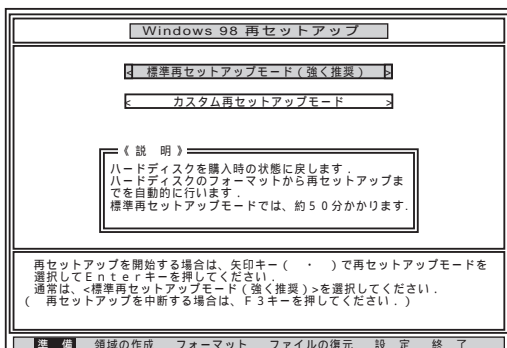 Windows 98 再セットアップ
< 標準再セットアップモード(強く推奨) >
< カスタム再セットアップモード >
《説 明》
ハードディスクを購入時の状態に戻します.
ハードディスクのフォーマットから再セットアップま
でを自動的に行います.
標準再セットアップモードでは、約50分かかります.
再セットアップを開始する場合は、矢印キー( ・ )で再セットアップモードを
選択してEnterキーを押してください.
通常は、<標準再セットアップモード(強く推奨)>を選択してください.
( 再セットアップを中断する場合は、F3キーを押してください.)
準 備 領域の作成 フォーマット ファイルの復元 設 定 終 了